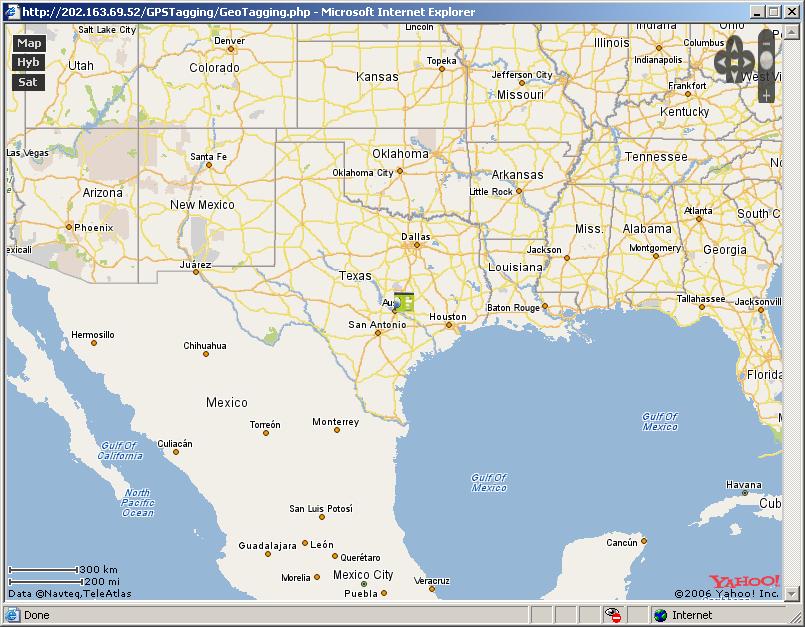 http://202.163.69.52/GPSTagging/GeoTagging.php - Microsoft Internet Explorer
Map
Hyb
Sat
Salt Lake City
Lincoln
Indiana
Denver
Illinois
Columbus
Utah
Colorado
Kansas
Topeka
Indianapolis
Jefferson City
Missouri
West Vi
Frankfort
Kentucky
Las Vegas
Santa Fe
Oklahoma
Oklahoma City
Arkansas
Tennessee
No
Arizona
New Mexico
Little Rock
Phoenix
Atlanta
South C
Miss.
Alabama
Dallas
exicali
Juárez
Jackson
Montgomery
Georgia
Texas
Louisiana
Au
Baton Rouge
Tallahassee
Jacksonvill
Houston
San Antonio
Hermosillo
Chihuahua
Florida
Mexico
Torreón
Monterrey
Gulf Of
Mexico
Gulf Of
California
Culiacán
Gulf Of
Mexico
North
Pacific
Ocean
Havana
Cub
San Luis Potosí
Guadalajara
León
Querétaro
Cancún
Morelia
Mexico City
Veracruz
Puebla
300 km
200 mi
Data @Navteq,TeleAtlas
YAHOO!
©2006 Yahoo! Inc.
Done
Internet